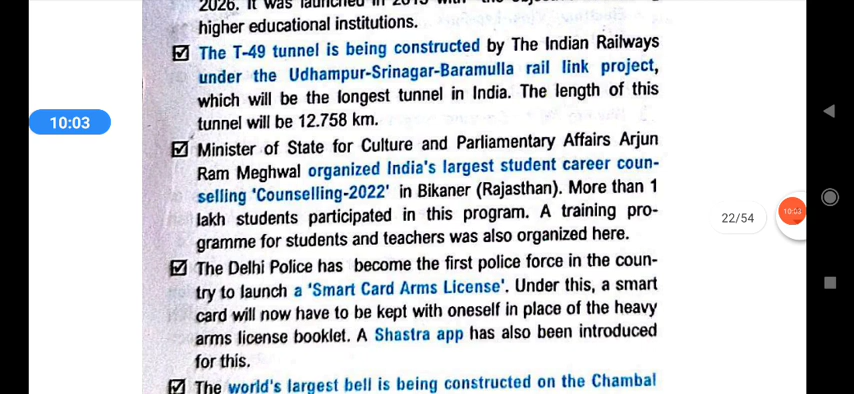 2026. It was launched in 2015 with the objective
higher educational institutions.
The T-49 tunnel is being constructed by The Indian Railways
under the Udhampur-Srinagar-Baramulla rail link project,
which will be the longest tunnel in India. The length of this
tunnel will be 12.758 km.
Minister of State for Culture and Parliamentary Affairs Arjun
Ram Meghwal organized India's largest student career coun-
selling 'Counselling-2022' in Bikaner (Rajasthan). More than 1
lakh students participated in this program. A training pro-
gramme for students and teachers was also organized here.
The Delhi Police has become the first police force in the coun-
try to launch a 'Smart Card Arms License'. Under this, a smart
card will now have to be kept with oneself in place of the heavy
arms license booklet. A Shastra app has also been introduced
for this.
The world's largest bell is being constructed on the Chambal
10:03
22/54
10:03